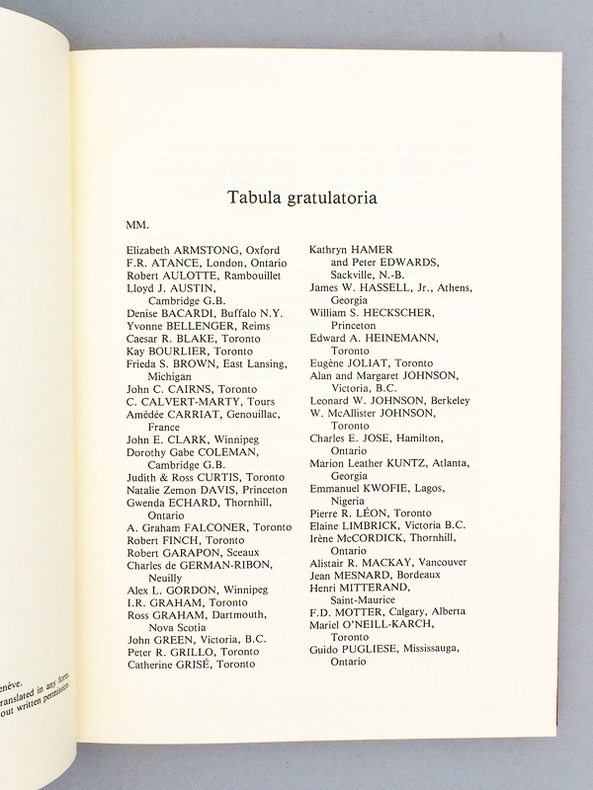 Tabula gratulatoria
MM.
Elizabeth ARMSTONG, Oxford
F.R. ATANCE, London, Ontario
Robert AULOTTE, Rambouillet
Lloyd J. AUSTIN,
Cambridge G.B.
Denise BACARDI, Buffalo N.Y.
Yvonne BELLENGER, Reims
Caesar R. BLAKE, Toronto
Kay BOURLIER, Toronto
Frieda S. BROWN, East Lansing,
Michigan
John C. CAIRNS, Toronto
C. CALVERT-MARTY, Tours
Amédée CARRIAT, Genouillac,
France
John E. CLARK, Winnipeg
Dorothy Gabe COLEMAN,
Cambridge G.B.
Judith & Ross CURTIS, Toronto
Natalie Zemon DAVIS, Princeton
Gwenda ECHARD, Thornhill,
Ontario
A. Graham FALCONER, Toronto
Robert FINCH, Toronto
Robert GARAPON, Sceaux
Charles de GERMAN-RIBON,
Neuilly
Alex L. GORDON, Winnipeg
I.R. GRAHAM, Toronto
Ross GRAHAM, Dartmouth,
Nova Scotia
John GREEN, Victoria, B.C.
Peter R. GRILLO, Toronto
Catherine GRISÉ, Toronto
Kathryn HAMER
and Peter EDWARDS,
Sackville, N.-B.
James W. HASSELL, Jr., Athens,
Georgia
William S. HECKSCHER,
Princeton
Edward A. HEINEMANN,
Toronto
Eugène JOLIAT, Toronto
Alan and Margaret JOHNSON,
Victoria, B.C.
Leonard W. JOHNSON, Berkeley
W. McAllister JOHNSON,
Toronto
Charles E. JOSE, Hamilton,
Ontario
Marion Leather KUNTZ, Atlanta,
Georgia
Emmanuel KWOFIE, Lagos,
Nigeria
Pierre R. LÉON, Toronto
Elaine LIMBRICK, Victoria B.C.
Irène McCORDICK, Thornhill,
Ontario
Alistair R. MACKAY, Vancouver
Jean MESNARD, Bordeaux
Henri MITTERAND,
Saint-Maurice
F.D. MOTTER, Calgary, Alberta
Mariel O'NEILL-KARCH,
Toronto
Guido PUGLIESE, Mississauga,
Ontario
enève.
ranslated in any form,
out written permission